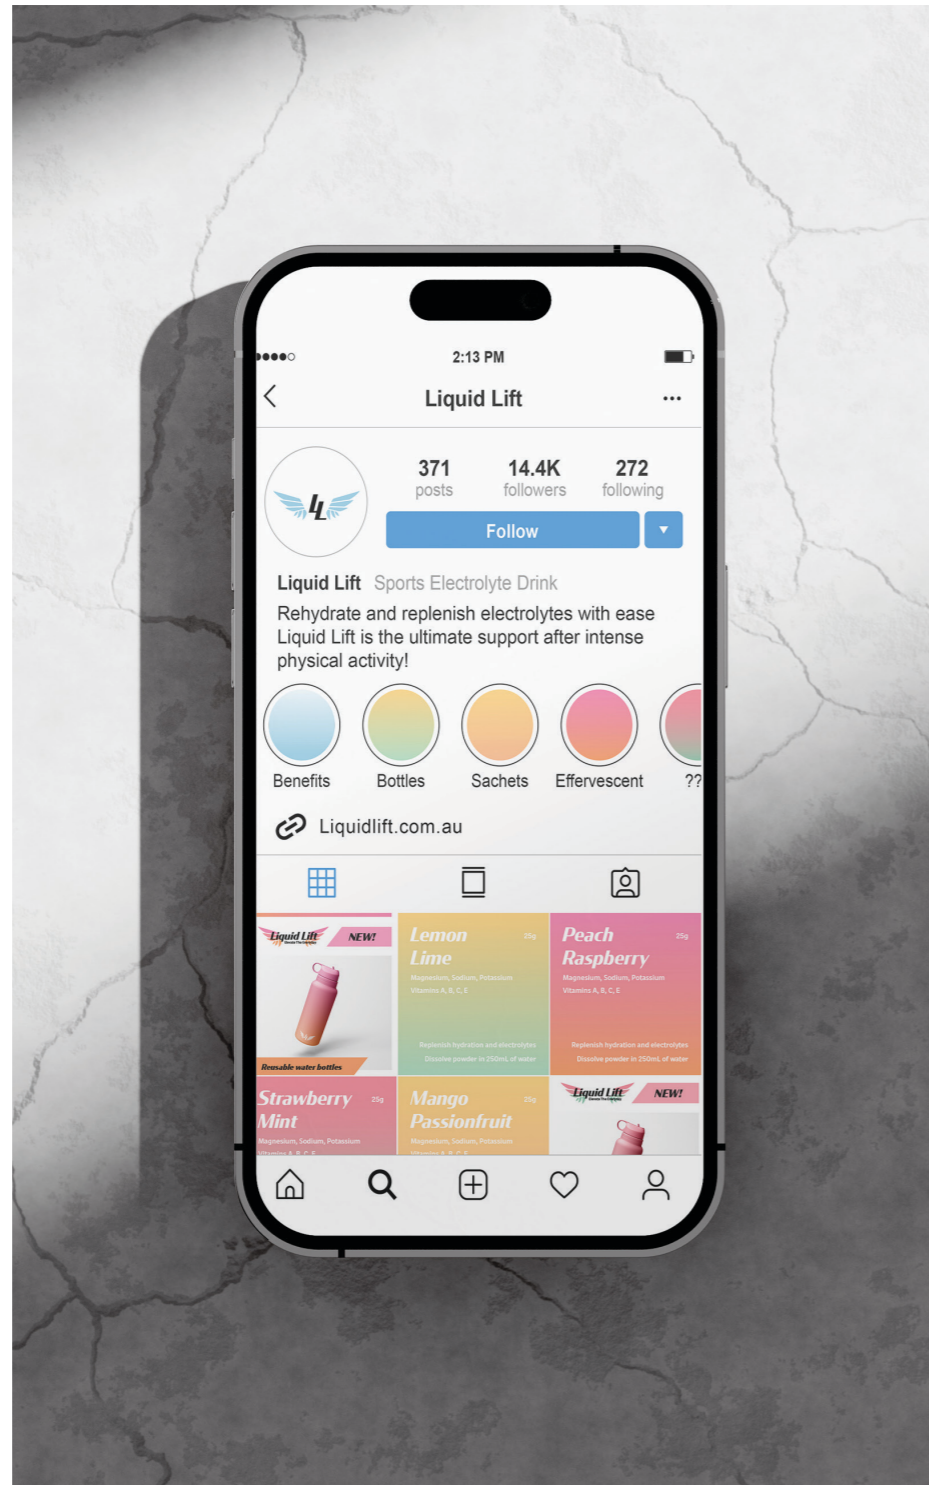 2:13 PM
Liquid Lift
371
14.4K
272
posts
followers
following
LL
Follow
Liquid Lift Sports Electrolyte Drink
Rehydrate and replenish electrolytes with ease
Liquid Lift is the ultimate support after intense
physical activity!
Benefits
Bottles
Sachets
Effervescent
??
Liquidlift.com.au
Liquid Lift
NEW!
Reusable water bottles
Lemon
Lime
25g
Magnesium, Sodium, Potassium
Vitamins A, B, C, E
Replenish hydration and electrolytes
Dissolve powder in 250mL of water
Peach
Raspberry
25g
Magnesium, Sodium, Potassium
Vitamins A, B, C, E
Replenish hydration and electrolytes
Dissolve powder in 250mL of water
Strawberry
Mint
25g
Magnesium, Sodium, Potassium
Vitamins A, B, C, E
Mango
Passionfruit
25g
Magnesium, Sodium, Potassium
Vitamins A, B, C, E
Liquid Lift
NEW!